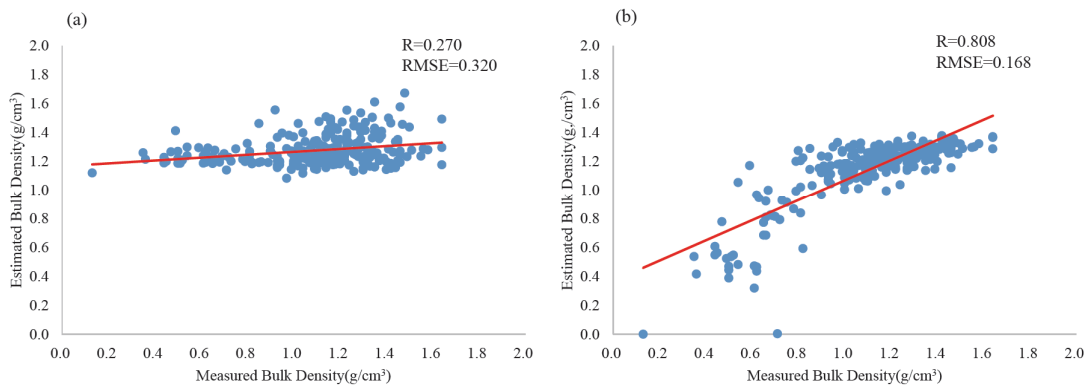 (a)
R=0.270
RMSE=0.320
Estimated Bulk Density(g/cm³)
2.0
1.8
1.6
1.4
1.2
1.0
0.8
0.6
0.4
0.2
0.0
0.0 0.2 0.4 0.6 0.8 1.0 1.2 1.4 1.6 1.8 2.0
Measured Bulk Density(g/cm³)
(b)
R=0.808
RMSE=0.168
Estimated Bulk Density(g/cm³)
2.0
1.8
1.6
1.4
1.2
1.0
0.8
0.6
0.4
0.2
0.0
0.0 0.2 0.4 0.6 0.8 1.0 1.2 1.4 1.6 1.8 2.0
Measured Bulk Density(g/cm³)